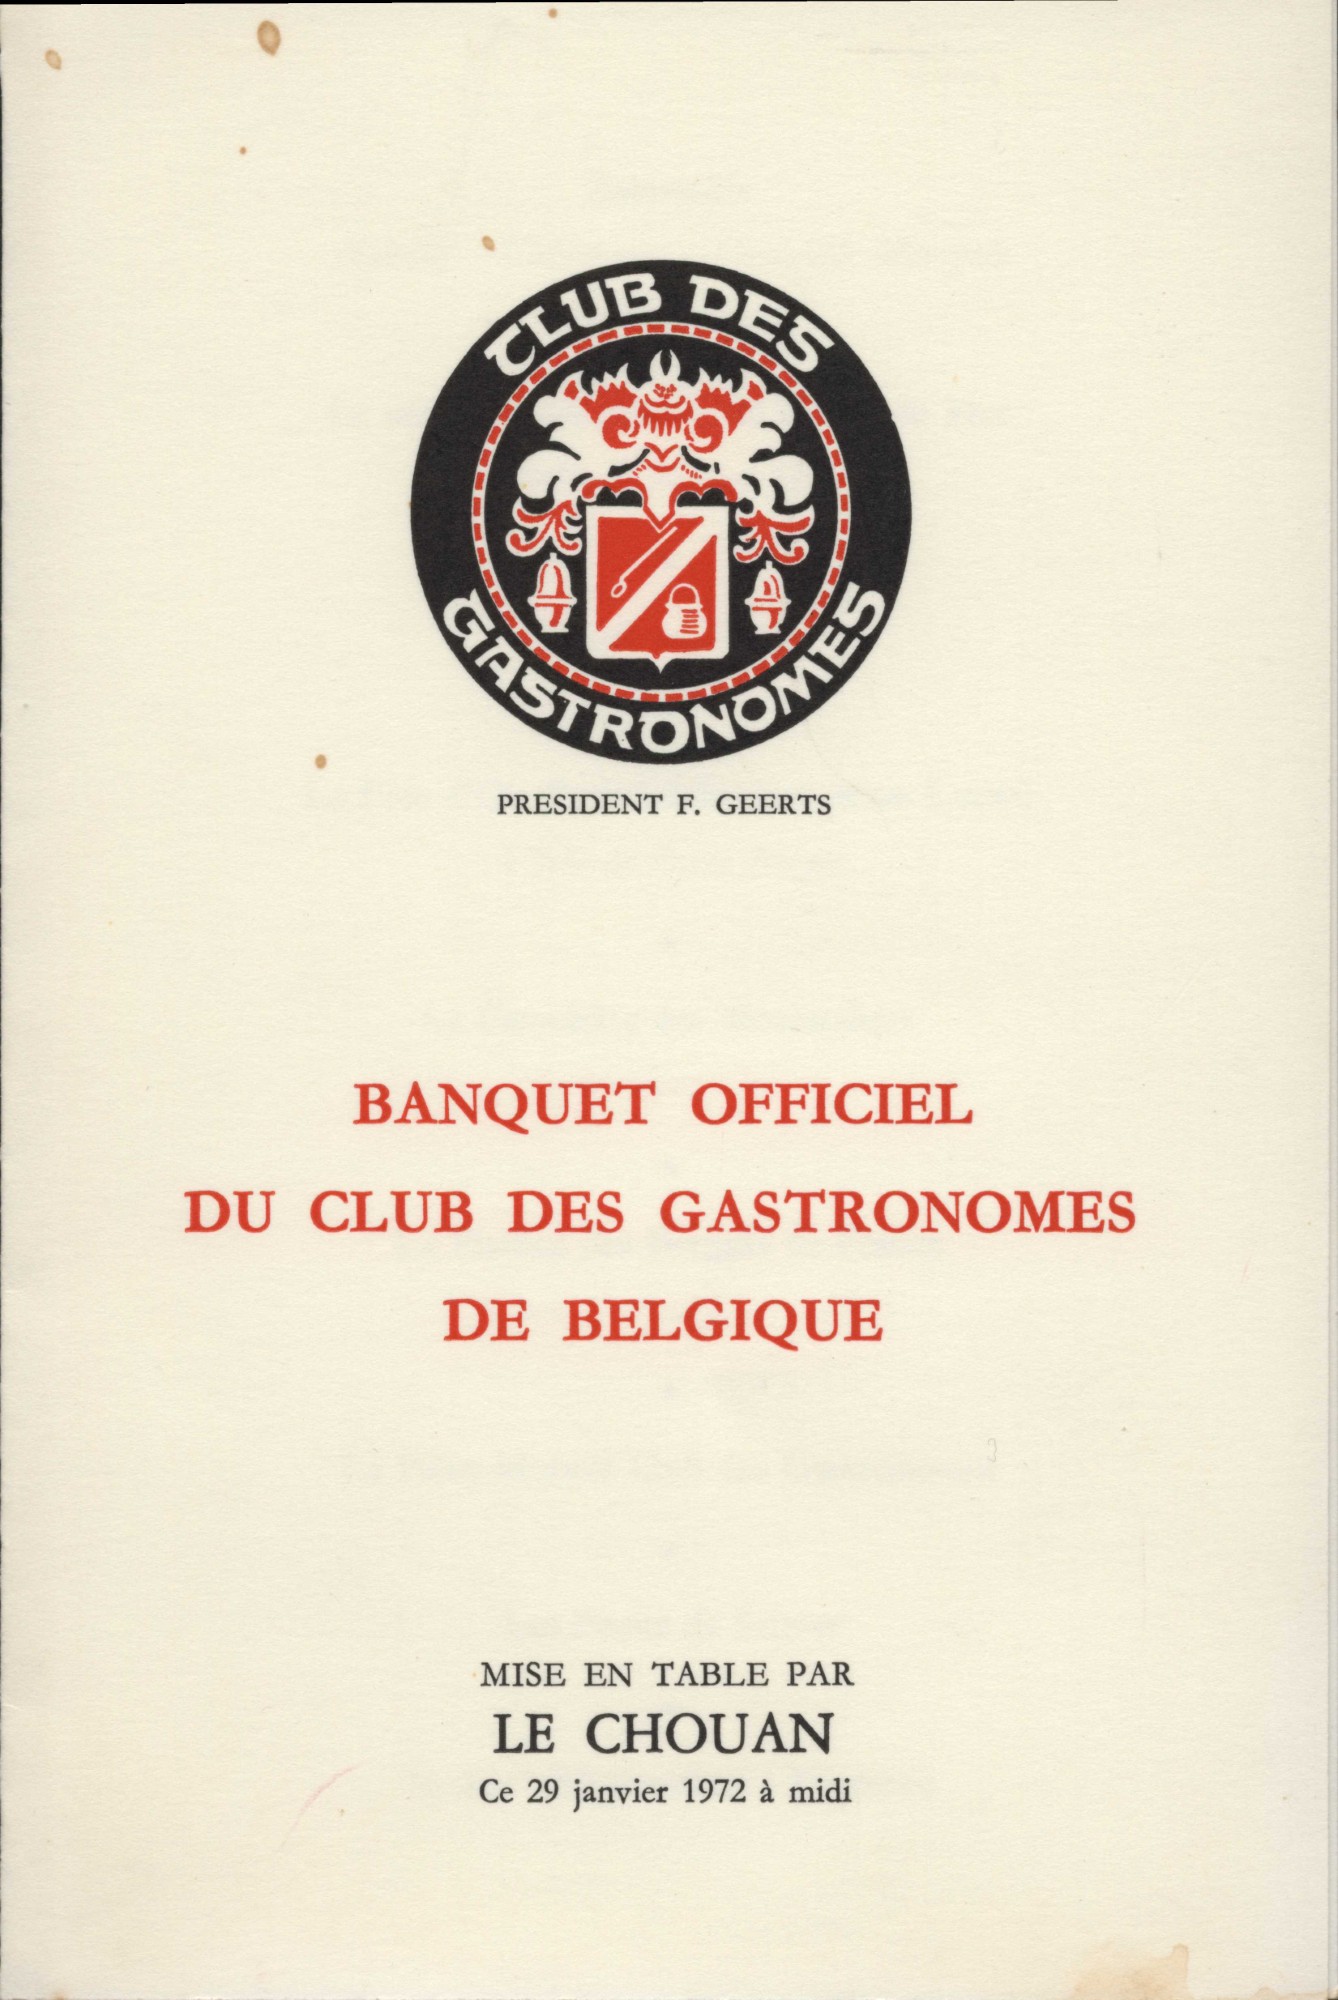 CLUB DES
GASTRONOMES
PRESIDENT F. GEERTS
BANQUET OFFICIEL
DU CLUB DES GASTRONOMES
DE BELGIQUE
MISE EN TABLE PAR
LE CHOUAN
Ce 29 janvier 1972 à midi